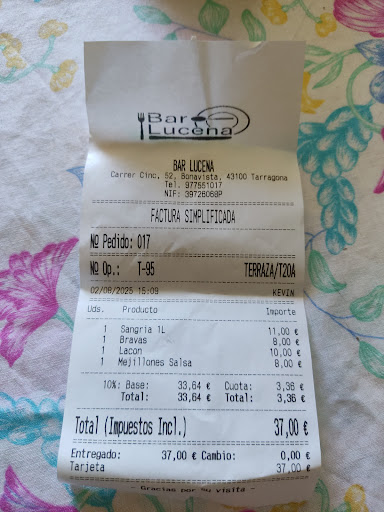 Bar
Lucena
BAR LUCENA
Carrer Cinc, 52, Bonavista, 43100 Tarragona
Tel. 977551017
NIF: 39726068P
FACTURA SIMPLIFICADA
Nº Pedido: 017
Nº Op.: T-95 TERRAZA/T20A
02/08/2025 15:09 KEVIN
Uds. Producto Importe
1 Sangria 1L 11,00 €
1 Bravas 8,00 €
1 Lacon 10,00 €
1 Mejillones Salsa 8,00 €
10%: Base: 33,64 € Cuota: 3,36 €
Total: 33,64 € Total: 3,36 €
Total (Impuestos Incl.) 37,00 €
Entregado: 37,00 € Cambio: 0,00 €
Tarjeta 37,00 €
- Gracias por su visita -